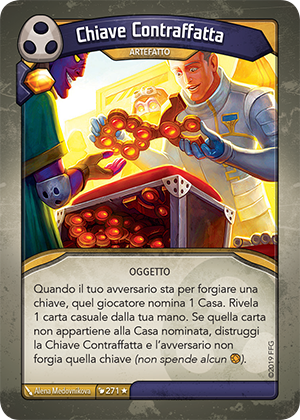 Chiave Contraffatta
ARTEFATTO
OGGETTO
Quando il tuo avversario sta per forgiare una
chiave, quel giocatore nomina 1 Casa. Rivela
1 carta casuale dalla tua mano. Se quella carta
non appartiene alla Casa nominata, distruggi
la Chiave Contraffatta e l'avversario non
forgia quella chiave (non spende alcun ).
©2019 FFG
Alena Medovnikova
271